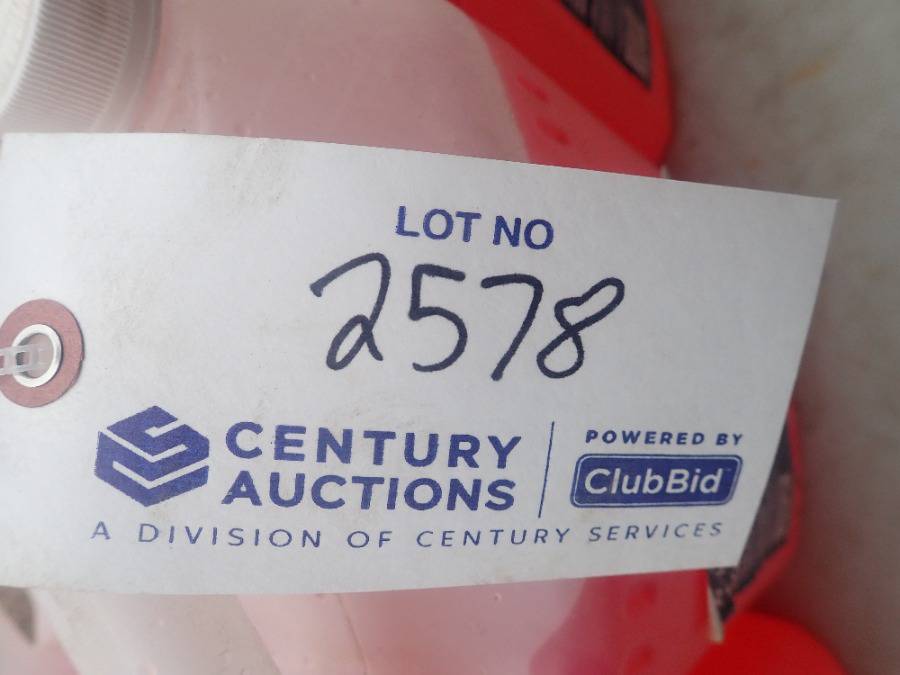 LOT NO
2578
CENTURY AUCTIONS
POWERED BY
ClubBid
A DIVISION OF CENTURY SERVICES